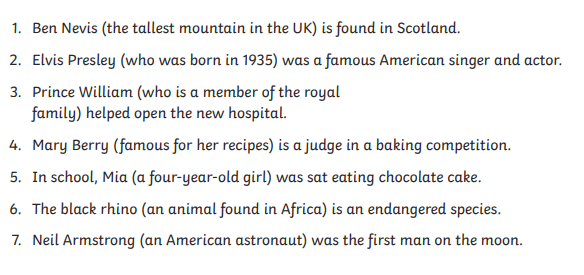 1. Ben Nevis (the tallest mountain in the UK) is found in Scotland.
2. Elvis Presley (who was born in 1935) was a famous American singer and actor.
3. Prince William (who is a member of the royal
family) helped open the new hospital.
4. Mary Berry (famous for her recipes) is a judge in a baking competition.
5. In school, Mia (a four-year-old girl) was sat eating chocolate cake.
6. The black rhino (an animal found in Africa) is an endangered species.
7. Neil Armstrong (an American astronaut) was the first man on the moon.